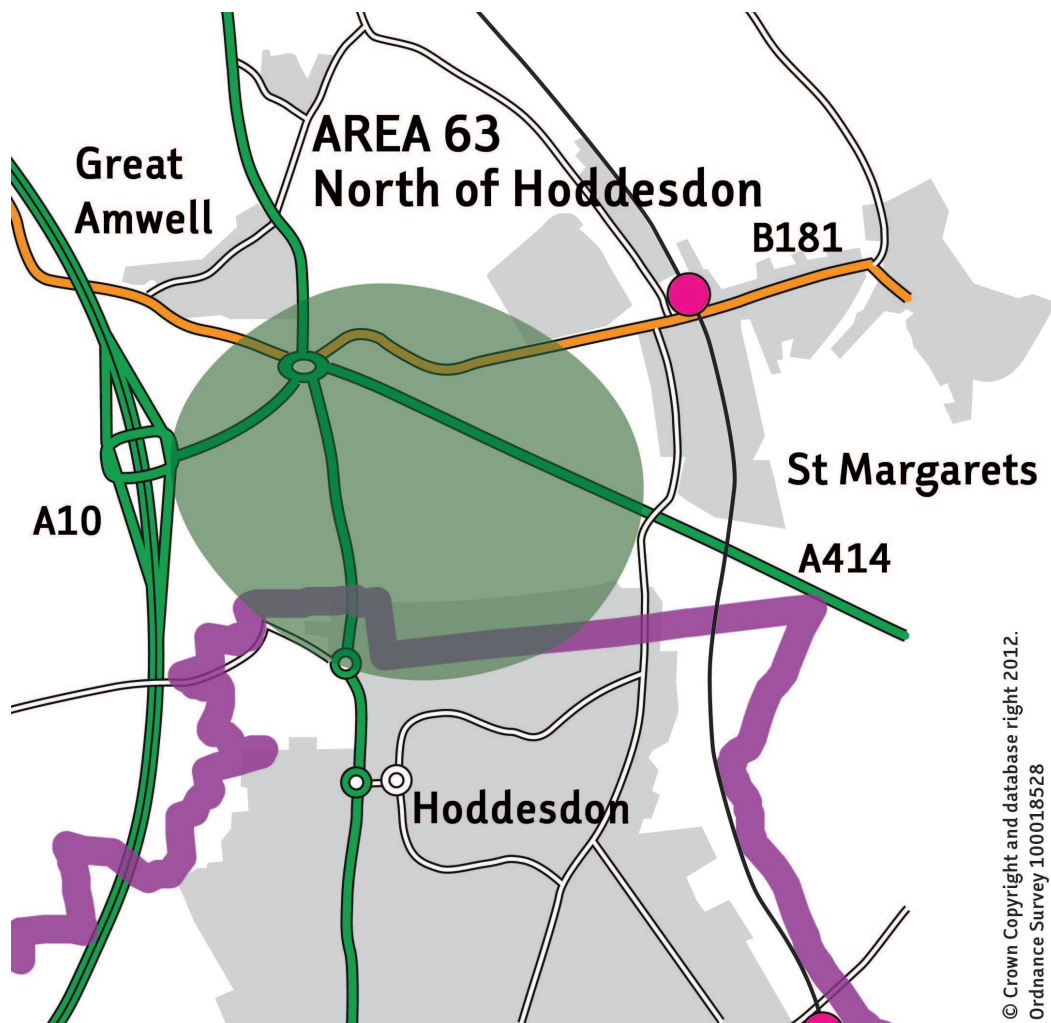 AREA 63
North of Hoddesdon
Great
Amwell
B181
St Margarets
A10
A414
Hoddesdon
© Crown Copyright and database right 2012.
Ordnance Survey 100018528